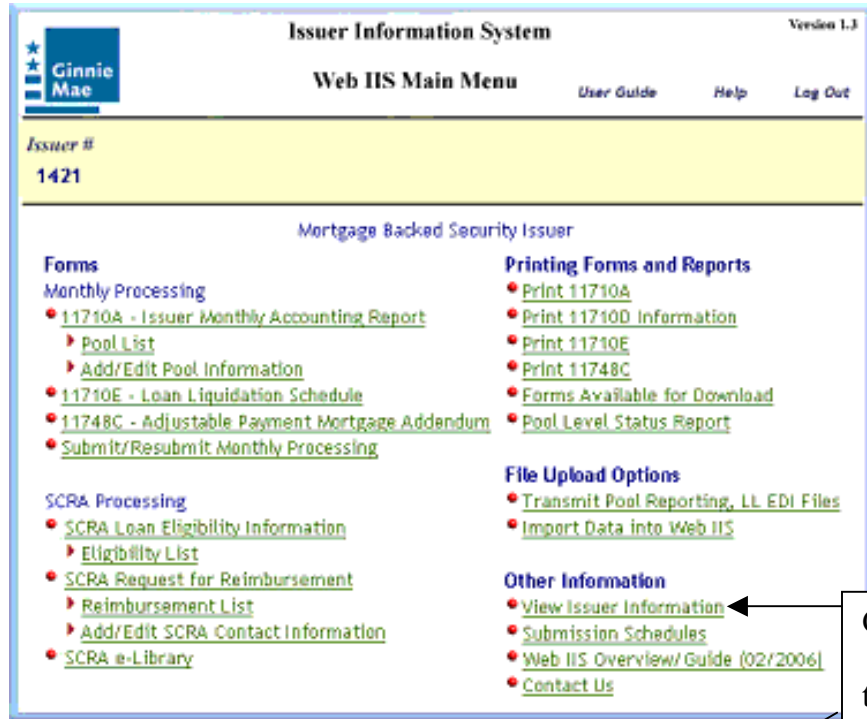 Issuer Information System
Version 1.3
Ginnie
Mae
Web IIS Main Menu
User Guide
Help
Log Out
Issuer #
1421
Mortgage Backed Security Issuer
Forms
Monthly Processing
11710A - Issuer Monthly Accounting Report
Pool List
Add/Edit Pool Information
11710E - Loan Liquidation Schedule
11748C - Adjustable Payment Mortgage Addendum
Submit/Resubmit Monthly Processing
SCRA Processing
SCRA Loan Eligibility Information
Eligibility List
SCRA Request for Reimbursement
Reimbursement List
Add/Edit SCRA Contact Information
SCRA e-Library
Printing Forms and Reports
Print 11710A
Print 11710D Information
Print 11710E
Print 11748C
Forms Available for Download
Pool Level Status Report
File Upload Options
Transmit Pool Reporting, LL EDI Files
Import Data into Web IIS
Other Information
View Issuer Information
Submission Schedules
Web IIS Overview/Guide (02/2006)
Contact Us